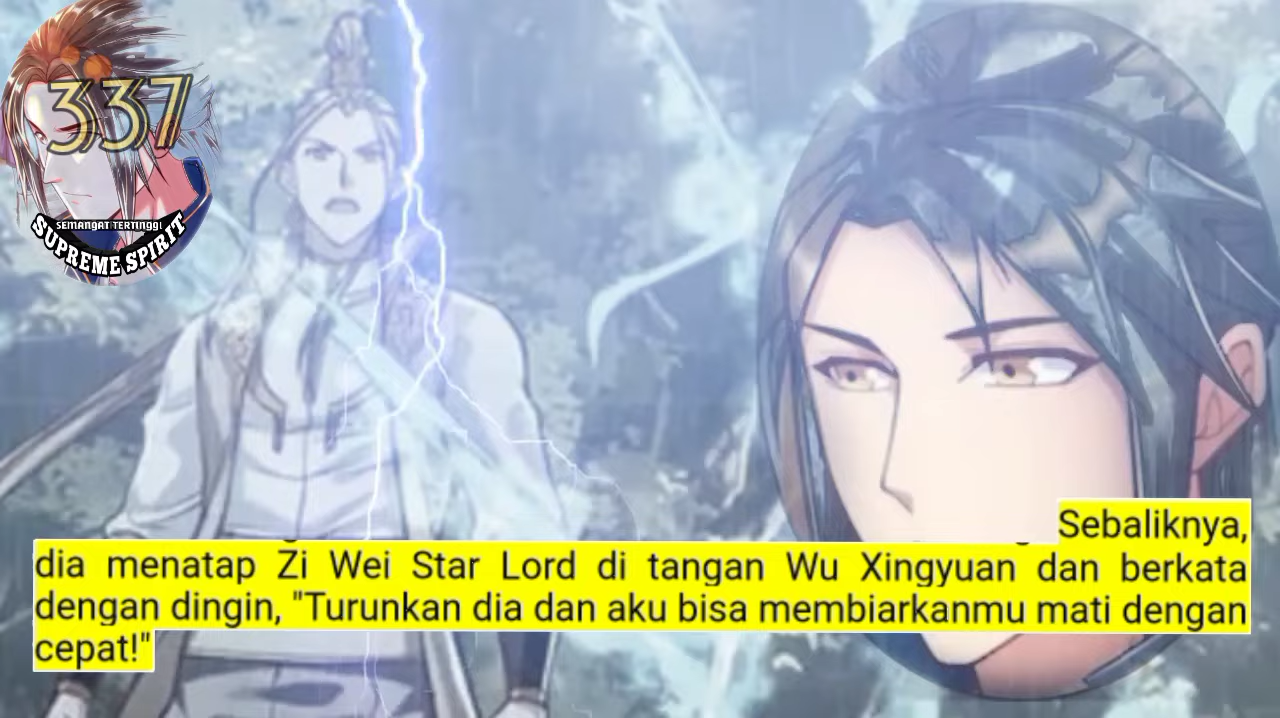 337
SEMANGAT TERTINGGI
SUPREME SPIRIT
Sebaliknya,
dia menatap Zi Wei Star Lord di tangan Wu Xingyuan dan berkata
dengan dingin, "Turunkan dia dan aku bisa membiarkanmu mati dengan
cepat!"